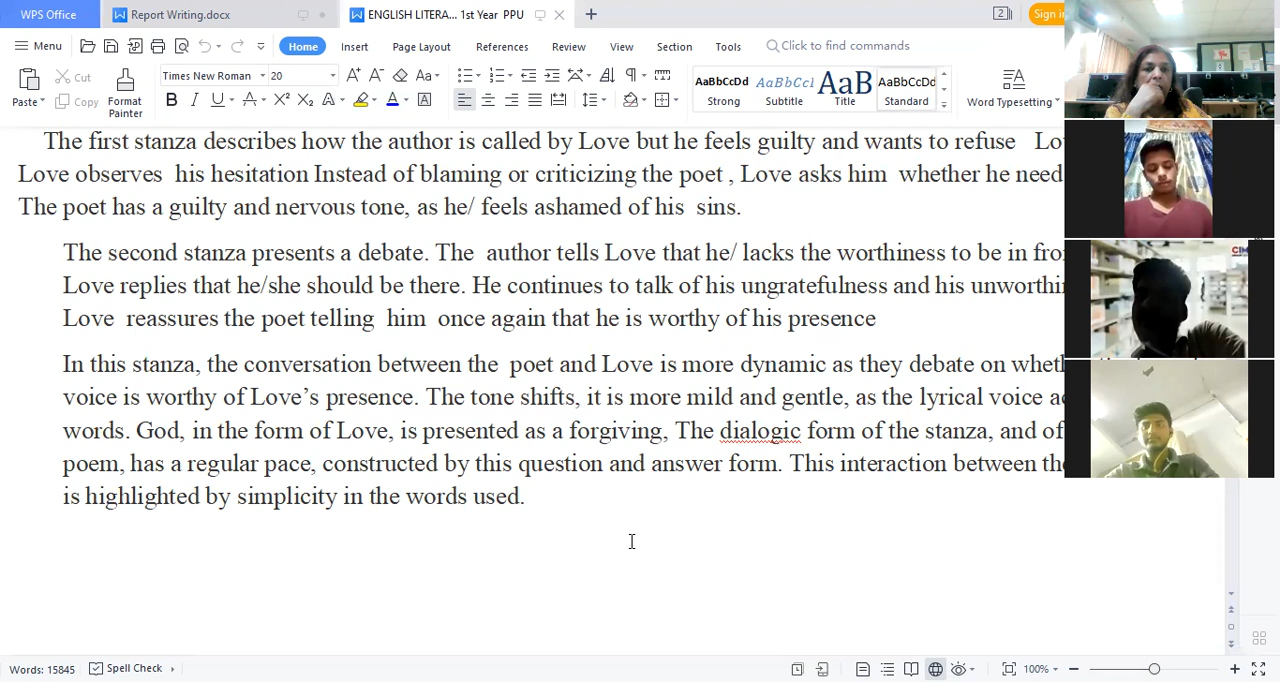 WPS Office
Report Writing.docx
ENGLISH LITERA... 1st Year PPU
Sign in
Menu
Home
Insert
Page Layout
References
Review
View
Section
Tools
Click to find commands
Paste
Cut
Copy
Format Painter
Times New Roman
20
AaBbCcDd
Strong
AaBbCcl
Subtitle
AaB
Title
AaBbCcDd
Standard
Word Typesetting
The first stanza describes how the author is called by Love but he feels guilty and wants to refuse
Love observes his hesitation Instead of blaming or criticizing the poet , Love asks him whether he need
The poet has a guilty and nervous tone, as he/ feels ashamed of his sins.
The second stanza presents a debate. The author tells Love that he/ lacks the worthiness to be in
Love replies that he/she should be there. He continues to talk of his ungratefulness and his
Love reassures the poet telling him once again that he is worthy of his presence
In this stanza, the conversation between the poet and Love is more dynamic as they debate on
voice is worthy of Love’s presence. The tone shifts, it is more mild and gentle, as the lyrical voice
words. God, in the form of Love, is presented as a forgiving, The dialogic form of the stanza, and of
poem, has a regular pace, constructed by this question and answer form. This interaction between
is highlighted by simplicity in the words used.
Words: 15845
Spell Check
100%